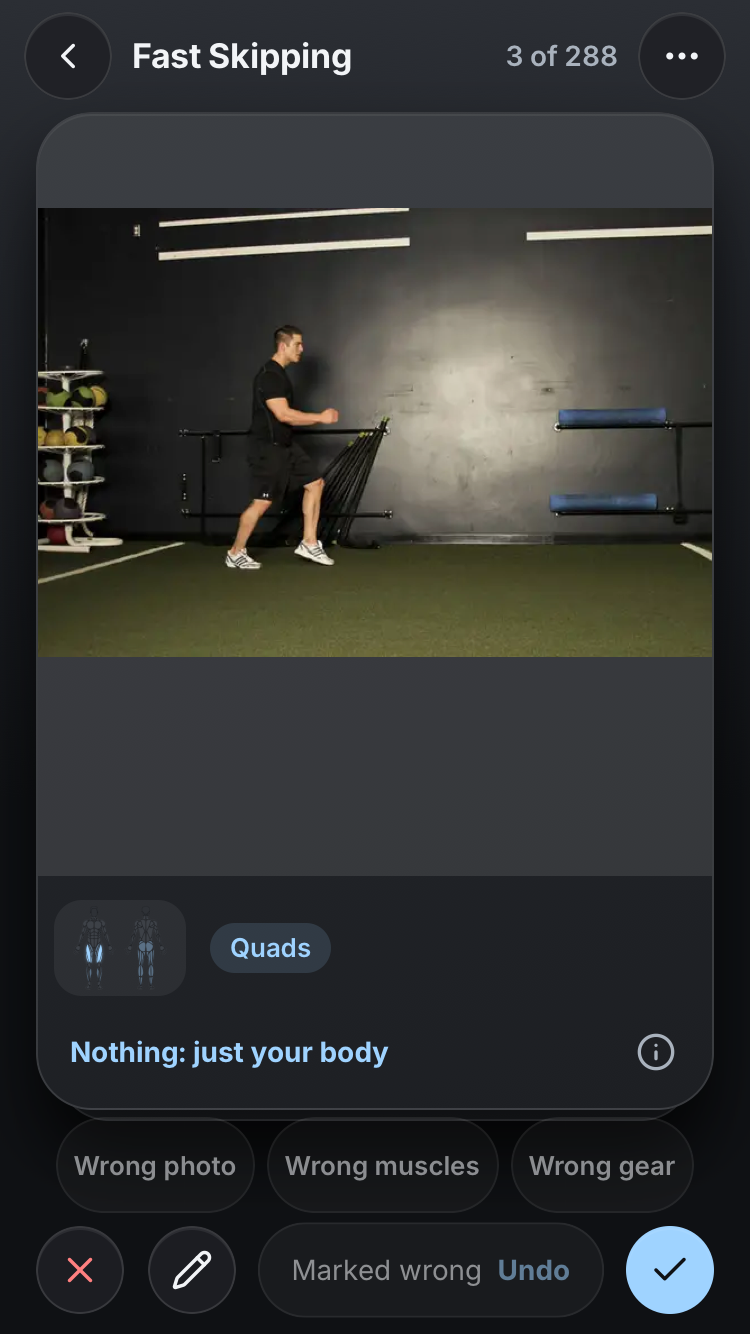 Fast Skipping
3 of 288
Quads
Nothing: just your body
Wrong photo
Wrong muscles
Wrong gear
Marked wrong Undo